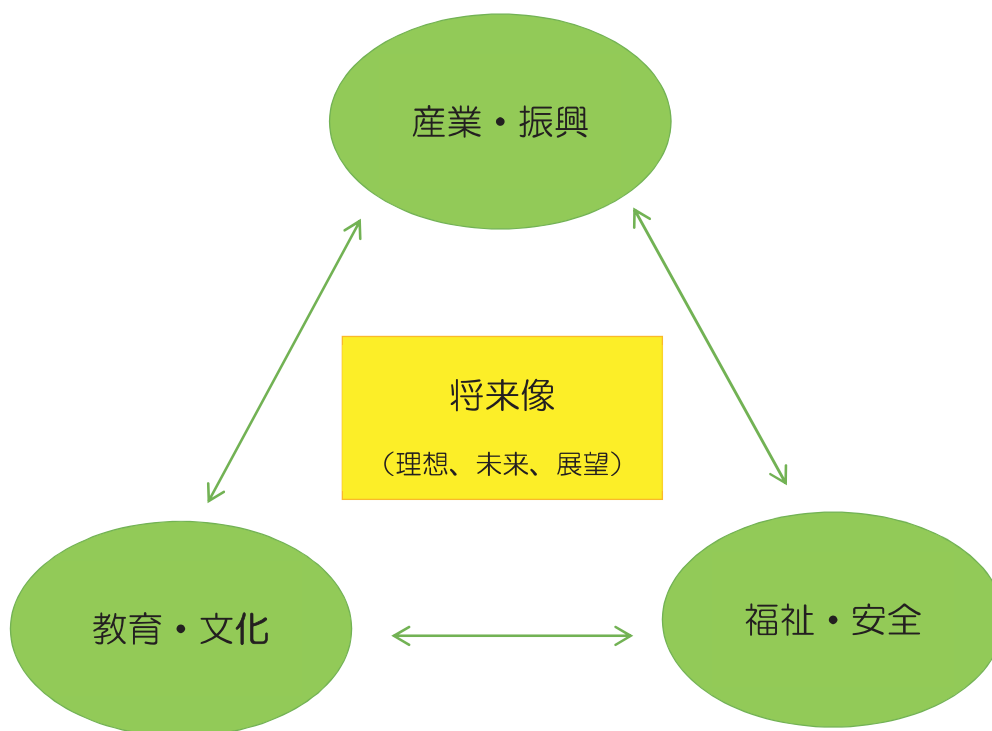 産業・振興
将来像
（理想、未来、展望）
教育・文化
福祉・安全